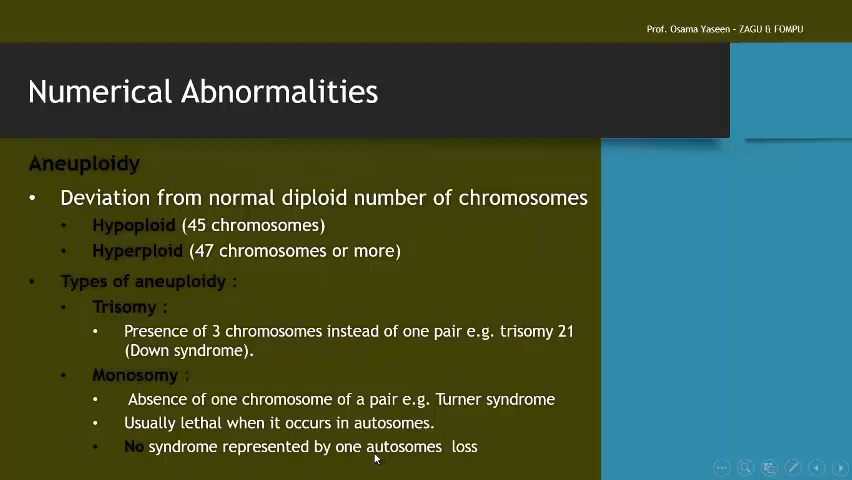 Prof. Osama Yaseen – ZAGU & FOMPU
Numerical Abnormalities
Aneuploidy
• Deviation from normal diploid number of chromosomes
• Hypoploid (45 chromosomes)
• Hyperploid (47 chromosomes or more)
• Types of aneuploidy :
• Trisomy :
• Presence of 3 chromosomes instead of one pair e.g. trisomy 21
(Down syndrome).
• Monosomy :
• Absence of one chromosome of a pair e.g. Turner syndrome
• Usually lethal when it occurs in autosomes.
• No syndrome represented by one autosomes loss